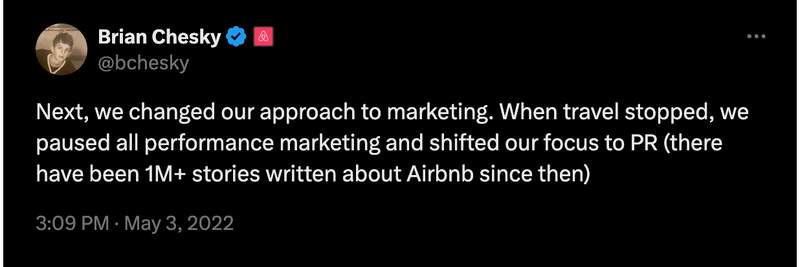 Brian Chesky
@bchesky
Next, we changed our approach to marketing. When travel stopped, we
paused all performance marketing and shifted our focus to PR (there
have been 1M+ stories written about Airbnb since then)
3:09 PM · May 3, 2022